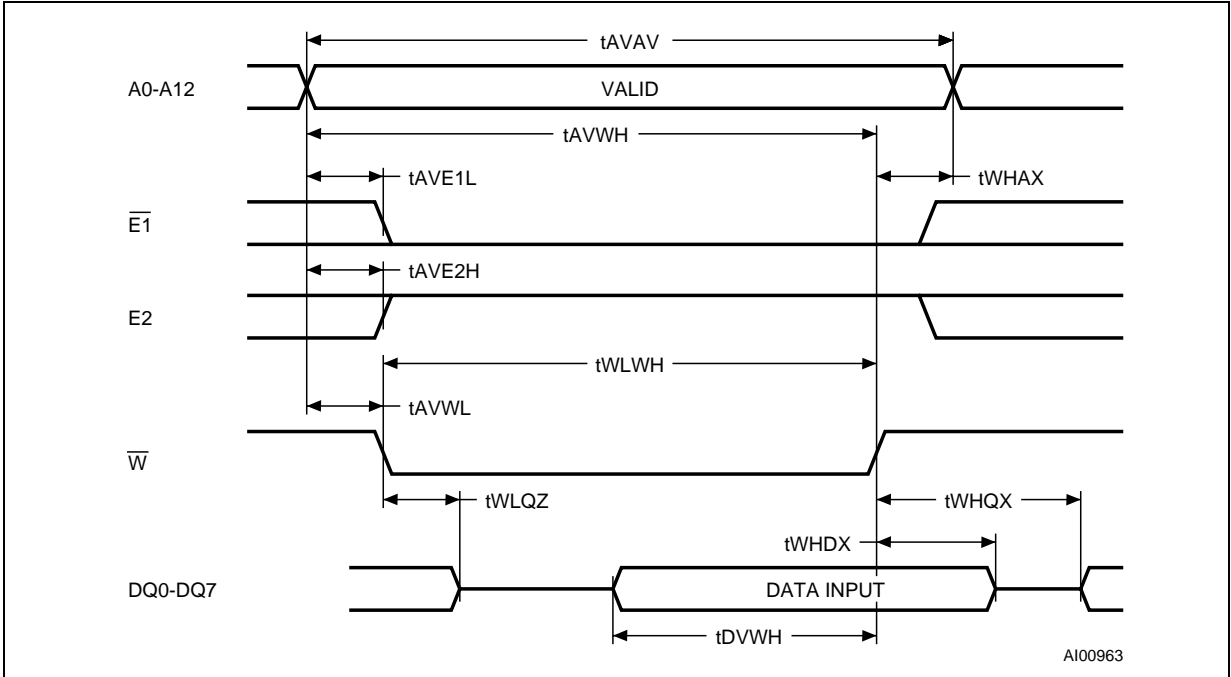 tAVAV
A0-A12
VALID
tAVWH
tAVE1L
tWHAX
E1
tAVE2H
E2
tWLWH
tAVWL
W
tWLQZ
tWHQX
tWHDX
DQ0-DQ7
DATA INPUT
tDVWH
AI00963